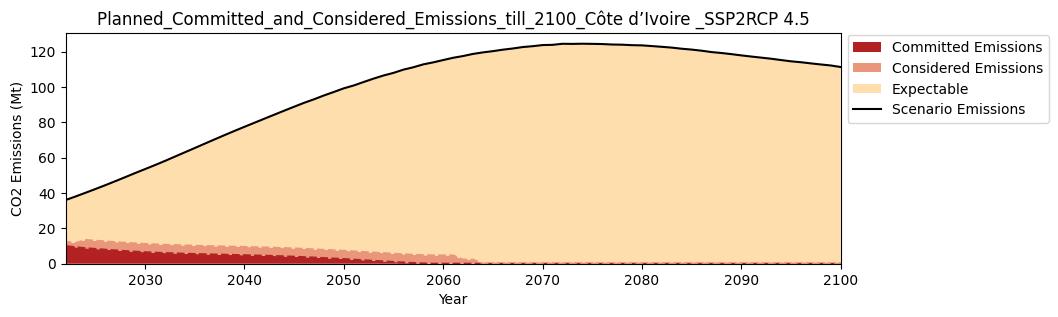 Planned_Committed_and_Considered_Emissions_till_2100_Côte d’Ivoire _SSP2RCP 4.5
CO2 Emissions (Mt)
120
100
80
60
40
20
0
2030 2040 2050 2060 2070 2080 2090 2100
Year
Committed Emissions
Considered Emissions
Expectable
Scenario Emissions